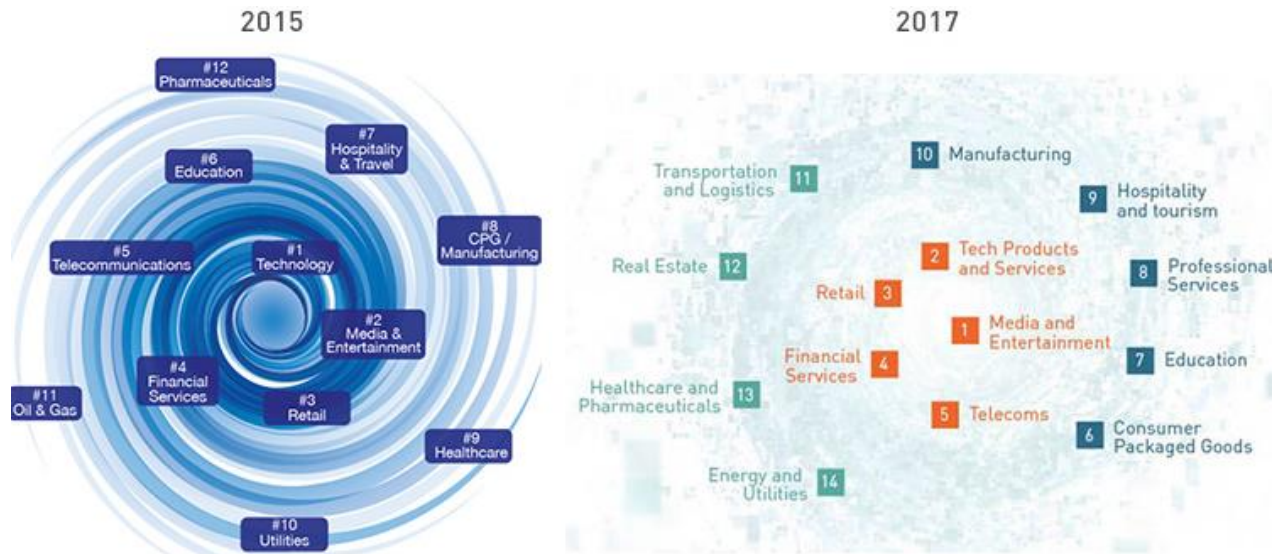 2015
#12
Pharmaceuticals
#7
Hospitality
& Travel
#6
Education
#8
CPG /
Manufacturing
#5
Telecommunications
#1
Technology
#2
Media &
Entertainment
#4
Financial
Services
#3
Retail
#11
Oil & Gas
#9
Healthcare
#10
Utilities
2017
10 Manufacturing
11 Transportation
and Logistics
9 Hospitality
and tourism
2 Tech Products
and Services
12 Real Estate
8 Professional
Services
3 Retail
1 Media and
Entertainment
4 Financial
Services
7 Education
13 Healthcare and
Pharmaceuticals
5 Telecoms
6 Consumer
Packaged Goods
14 Energy and
Utilities